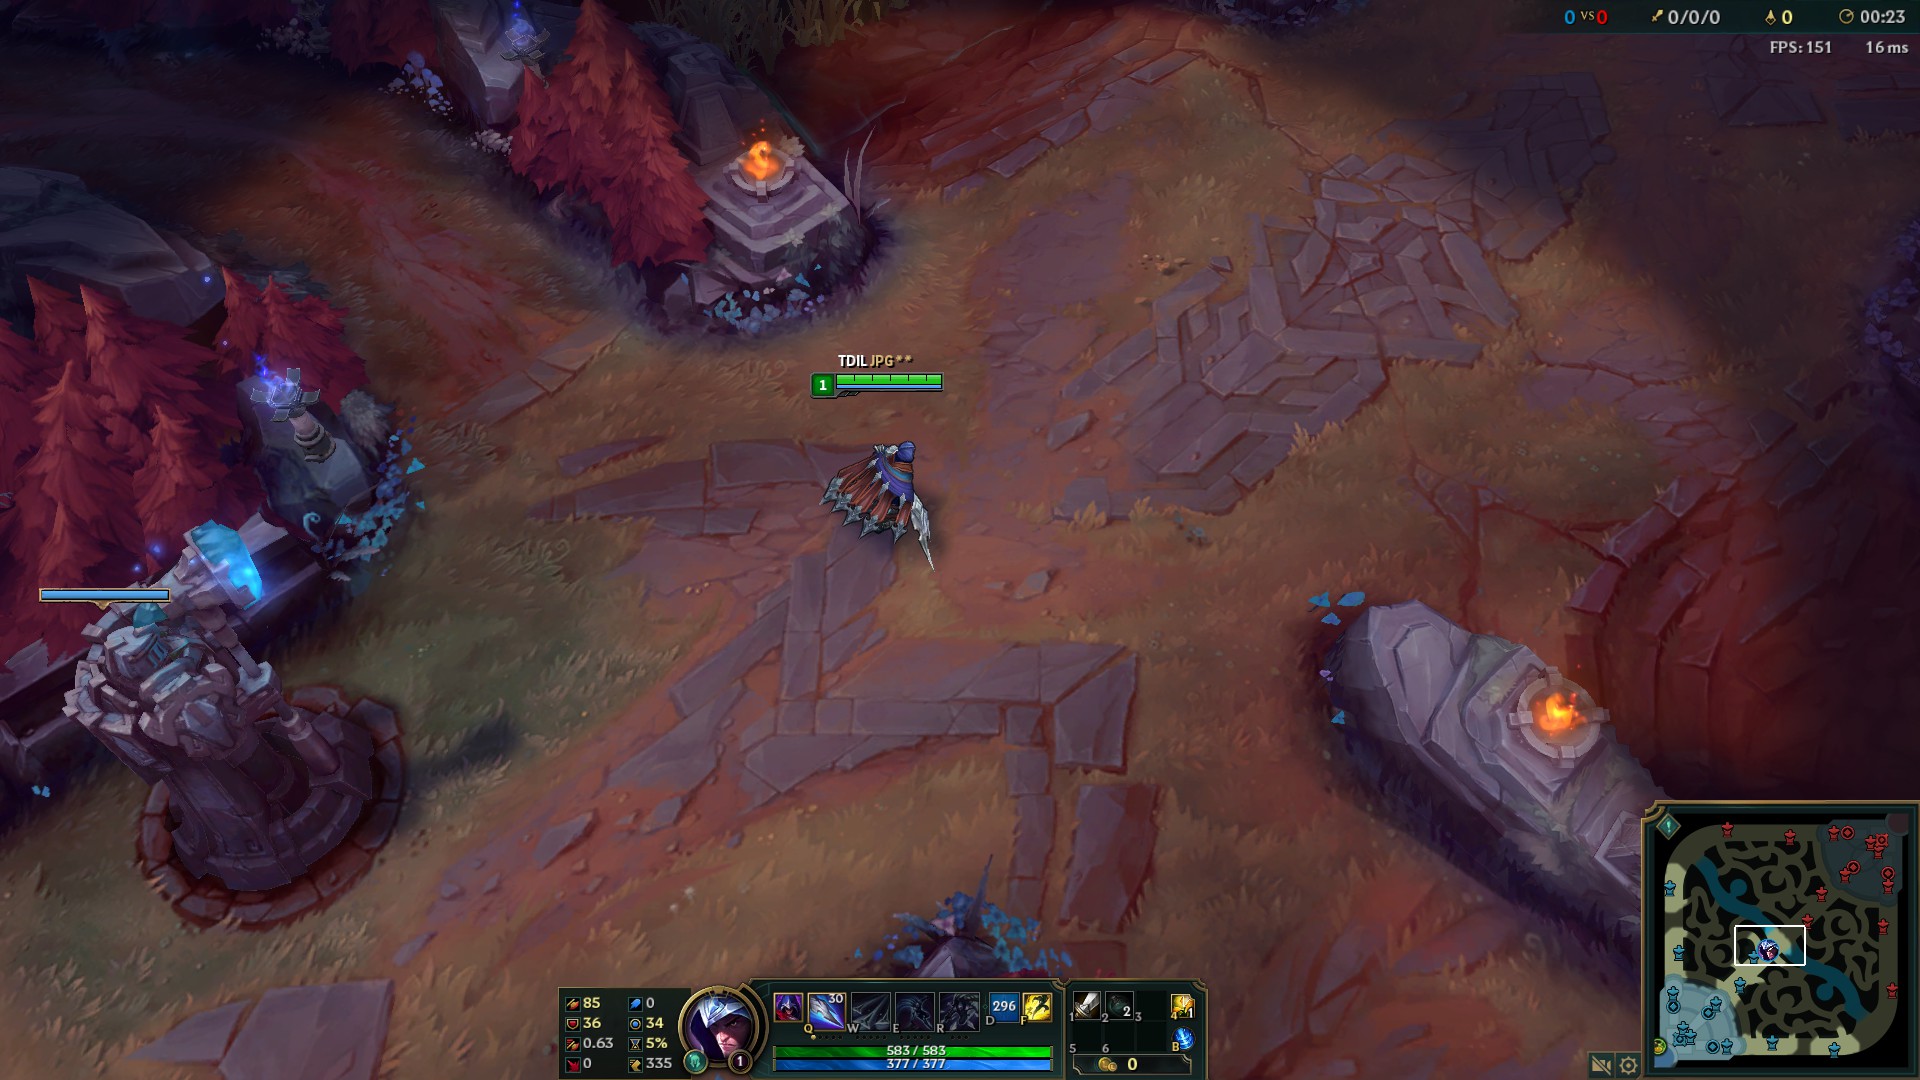 0 VS 0 0/0/0 0 00:23
FPS: 151 16 ms
TDIL JPG**
1
85 0
36 34
0.63 5%
0 335
1
30
Q W E R
296
D F
583 / 583
377 / 377
1 2 2 3 4 1
5 6 B
0